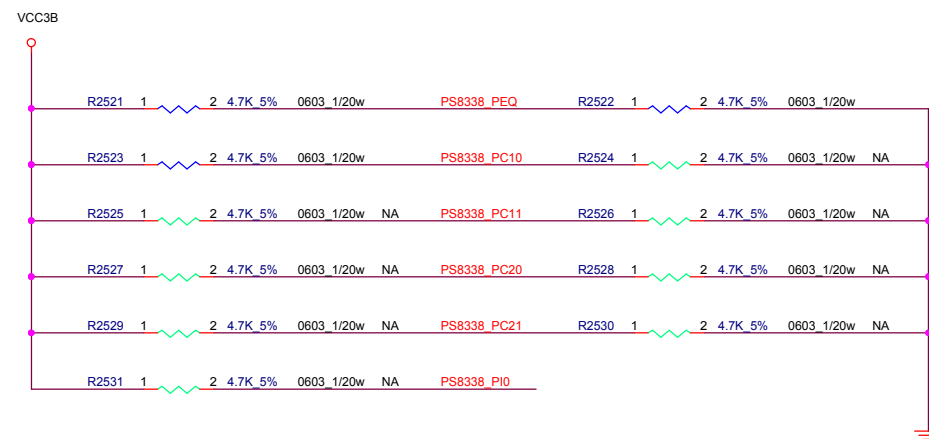 VCC3B
R2521 1 2 4.7K_5% 0603_1/20w PS8338_PEQ R2522 1 2 4.7K_5% 0603_1/20w
R2523 1 2 4.7K_5% 0603_1/20w PS8338_PC10 R2524 1 2 4.7K_5% 0603_1/20w NA
R2525 1 2 4.7K_5% 0603_1/20w NA PS8338_PC11 R2526 1 2 4.7K_5% 0603_1/20w NA
R2527 1 2 4.7K_5% 0603_1/20w NA PS8338_PC20 R2528 1 2 4.7K_5% 0603_1/20w NA
R2529 1 2 4.7K_5% 0603_1/20w NA PS8338_PC21 R2530 1 2 4.7K_5% 0603_1/20w NA
R2531 1 2 4.7K_5% 0603_1/20w NA PS8338_PI0